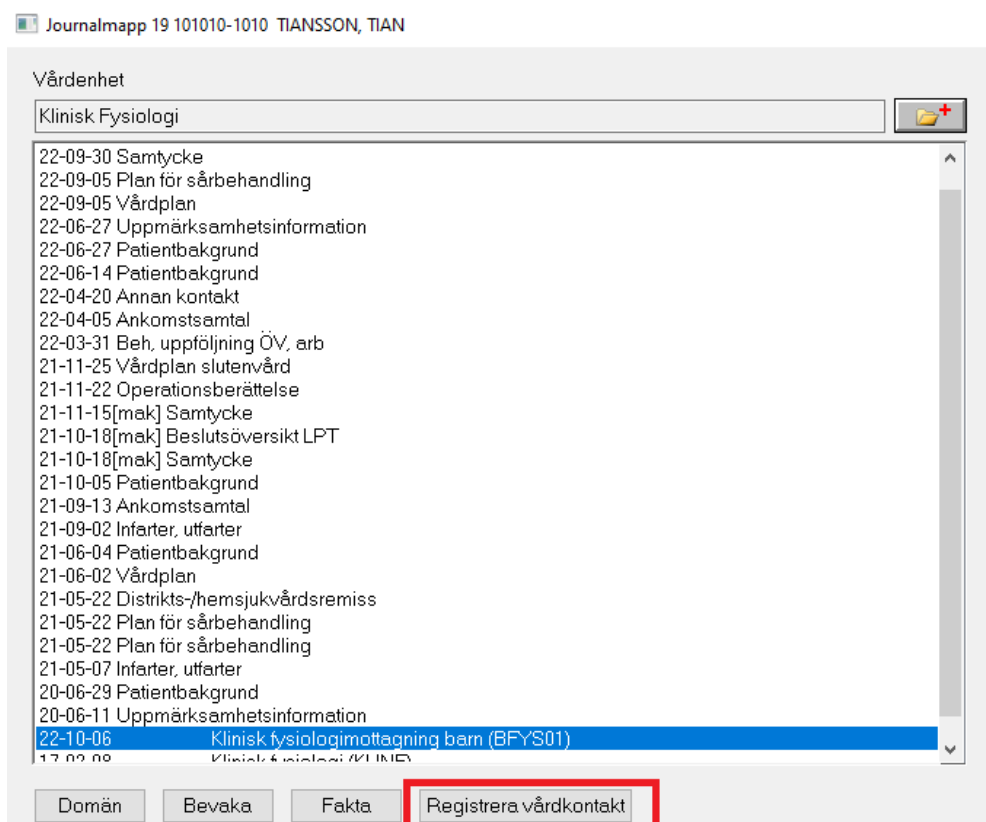 Journalmapp 19 101010-1010 TIANSSON, TIAN
Vårdenhet
Klinisk Fysiologi
22-09-30 Samtycke
22-09-05 Plan för sårbehandling
22-09-05 Vårdplan
22-06-27 Uppmärksamhetsinformation
22-06-27 Patientbakgrund
22-06-14 Patientbakgrund
22-04-20 Annan kontakt
22-04-05 Ankomstsamtal
22-03-31 Beh, uppföljning ÖV, arb
21-11-25 Vårdplan slutenvård
21-11-22 Operationsberättelse
21-11-15[mak] Samtycke
21-10-18[mak] Beslutsöversikt LPT
21-10-18[mak] Samtycke
21-10-05 Patientbakgrund
21-09-13 Ankomstsamtal
21-09-02 Infarter, utfarter
21-06-04 Patientbakgrund
21-06-02 Vårdplan
21-05-22 Distrikts-/hemsjukvårdsremiss
21-05-22 Plan för sårbehandling
21-05-22 Plan för sårbehandling
21-05-07 Infarter, utfarter
20-06-29 Patientbakgrund
20-06-11 Uppmärksamhetsinformation
22-10-06 Klinisk fysiologimottagning barn (BFYS01)
Klinisk fysiologi
Domän Bevaka Fakta Registrera vårdkontakt